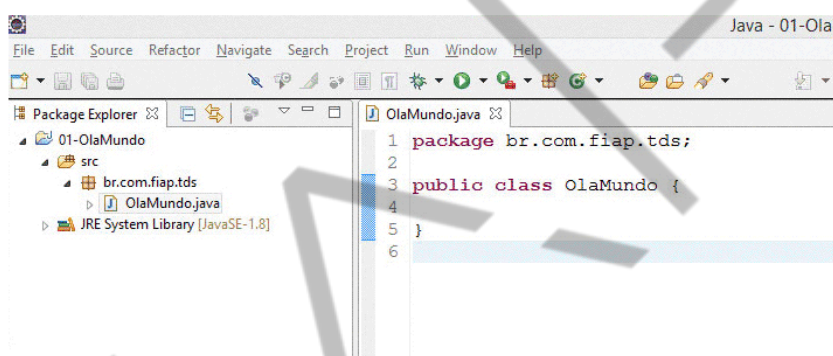 Java - 01-Ola
File Edit Source Refactor Navigate Search Project Run Window Help
Package Explorer
01-OlaMundo
src
br.com.fiap.tds
OlaMundo.java
JRE System Library [JavaSE-1.8]
OlaMundo.java
1 package br.com.fiap.tds;
2
3 public class OlaMundo {
4
5 }
6